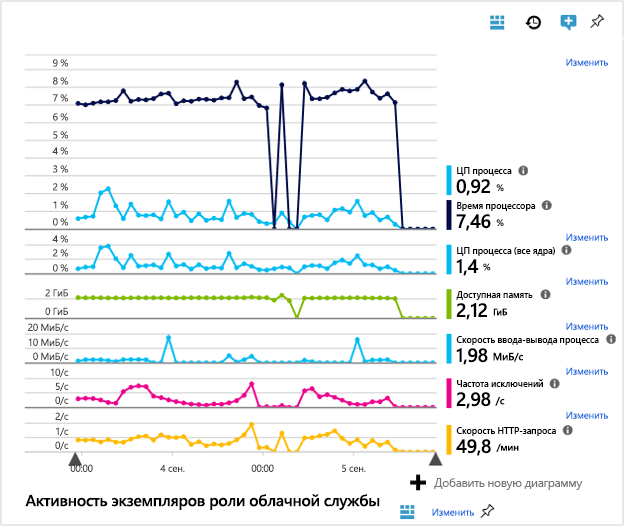 Изменить
9 %
8 %
7 %
6 %
5 %
4 %
3 %
2 %
1 %
0 %
ЦП процесса
0,92 %
Время процессора
7,46 %
Изменить
4 %
2 %
0 %
ЦП процесса (все ядра)
1,4 %
Изменить
2 ГиБ
0 ГиБ
Доступная память
2,12 ГиБ
Изменить
20 МиБ/с
10 МиБ/с
0 МиБ/с
Скорость ввода-вывода процесса
1,98 МиБ/с
Изменить
10/с
5/с
0/с
Частота исключений
2,98 /с
Изменить
2/с
1/с
0/с
Скорость HTTP-запроса
49,8 /мин
00:00
4 сен.
00:00
5 сен.
Добавить новую диаграмму
Активность экземпляров роли облачной службы
Изменить